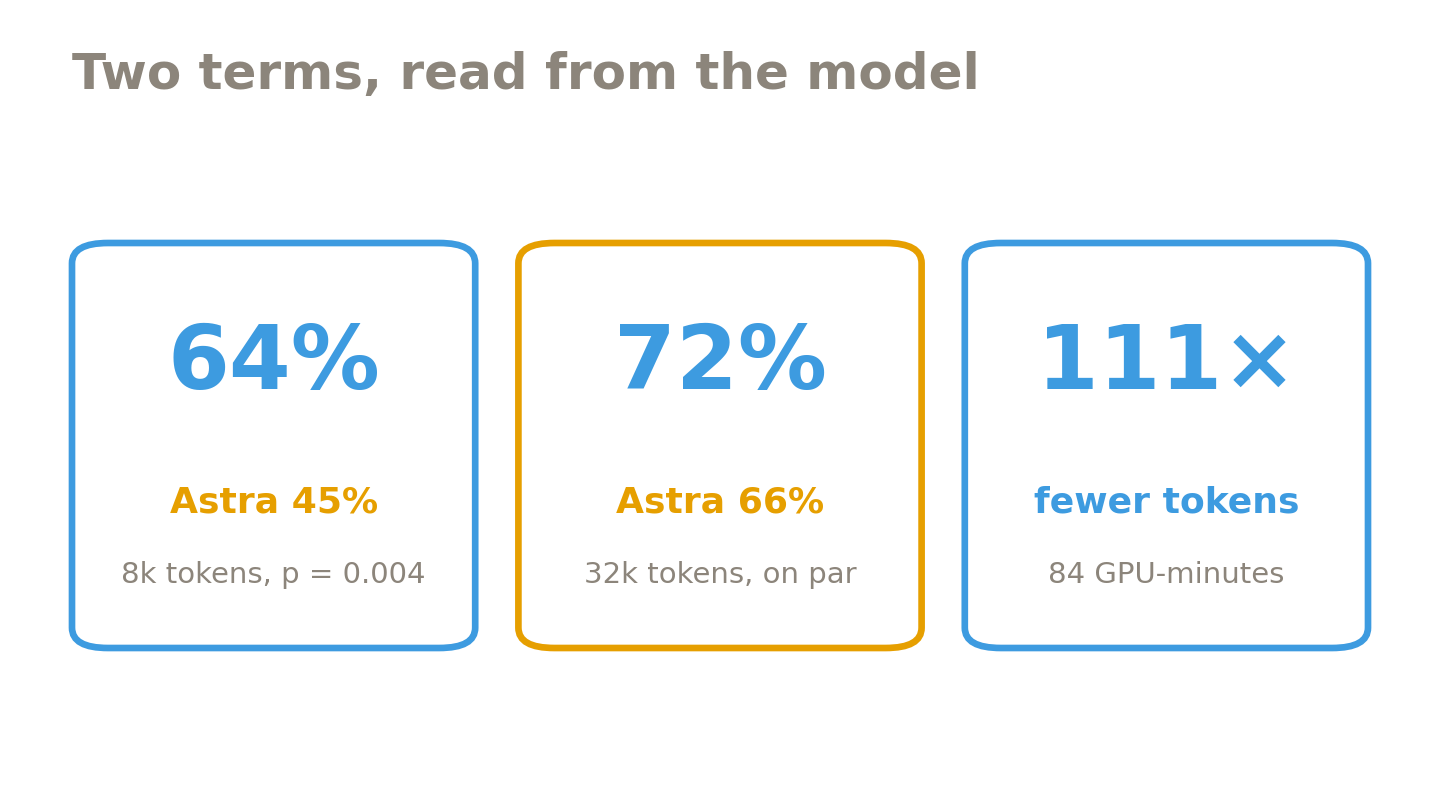 Two terms, read from the model
64%
Astra 45%
8k tokens, p = 0.004
72%
Astra 66%
32k tokens, on par
111×
fewer tokens
84 GPU-minutes